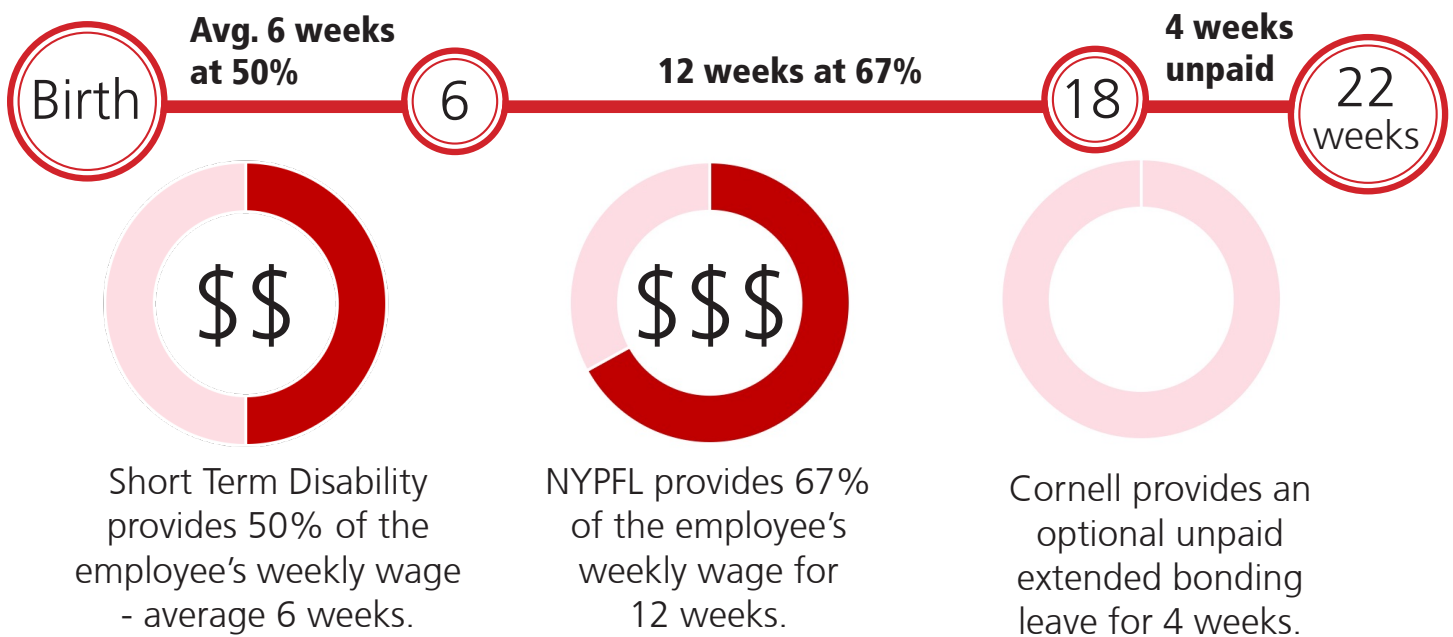 Birth
Avg. 6 weeks
at 50%
6
12 weeks at 67%
18
4 weeks
unpaid
22
weeks
$$
Short Term Disability
provides 50% of the
employee’s weekly wage
- average 6 weeks.
$$$
NYPFL provides 67%
of the employee’s
weekly wage for
12 weeks.
Cornell provides an
optional unpaid
extended bonding
leave for 4 weeks.